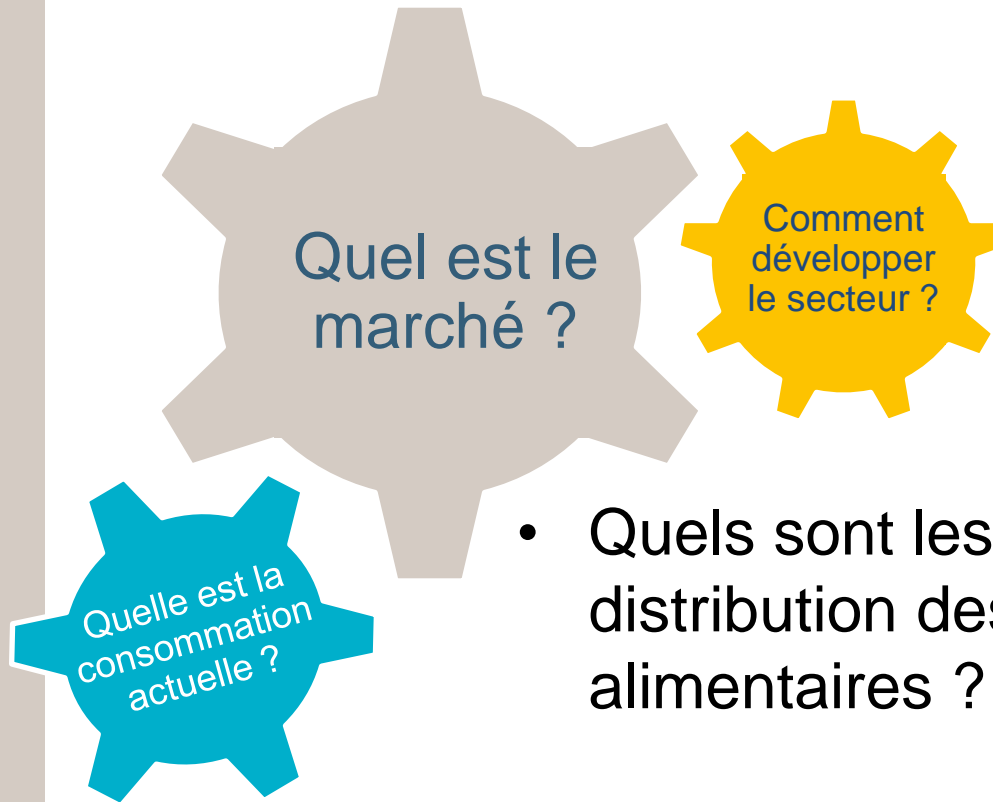 Quel est le
marché ?
Comment
développer
le secteur ?
Quelle est la
consommation
actuelle ?
• Quels sont les
distribution des
alimentaires ?